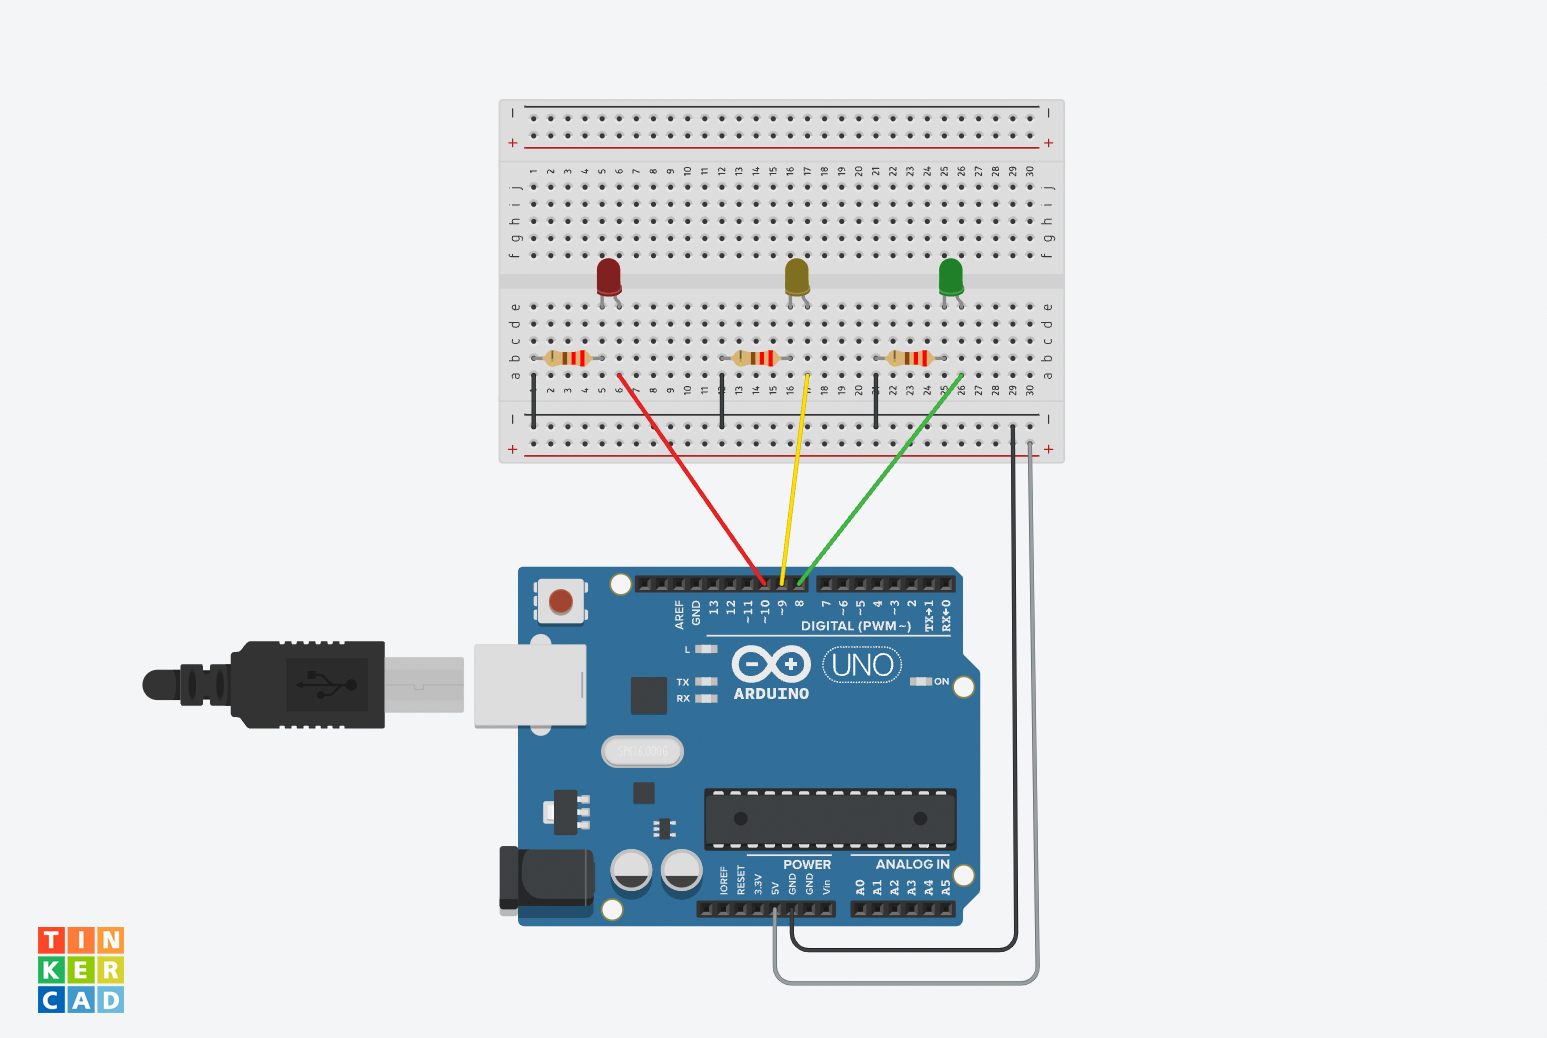 − −
+ +
1 2 3 4 5 6 7 8 9 10 11 12 13 14 15 16 17 18 19 20 21 22 23 24 25 26 27 28 29 30
j j
i i
h h
g g
f f
e e
d d
c c
b b
a a
2 3 4 5 6 7 8 9 10 11 13 14 15 16 18 19 20 22 23 24 25 26 27 28 29 30
− −
+ +
AREF GND 13 12 ~11 ~10 ~9 8 7 ~6 ~5 4 ~3 2 TX→1 RX←0
DIGITAL (PWM~)
L
UNO
TX
ON
RX
ARDUINO
POWER
ANALOG IN
IOREF RESET 3.3V 5V GND GND Vin A0 A1 A2 A3 A4 A5
TIN
KER
CAD